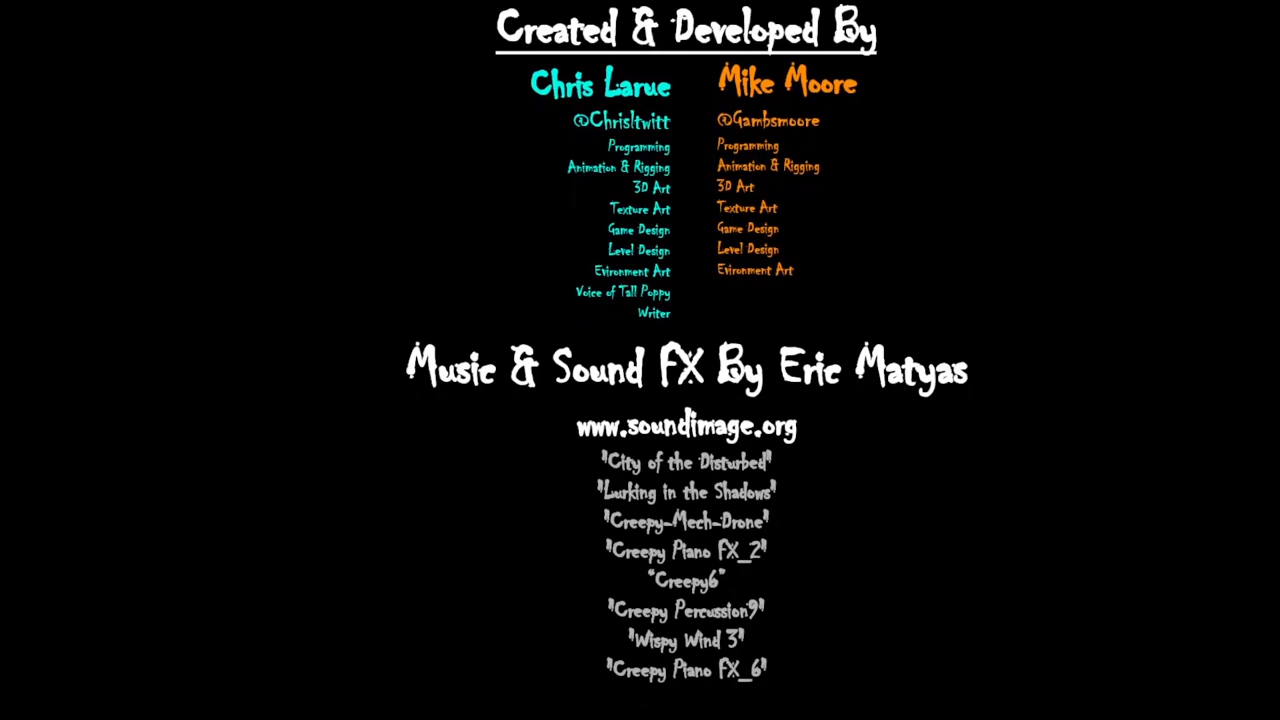 Created & Developed By
Chris Larue
@Chrisltwitt
Programming
Animation & Rigging
3D Art
Texture Art
Game Design
Level Design
Evironment Art
Voice of Tall Poppy
Writer
Mike Moore
@Gambsmoore
Programming
Animation & Rigging
3D Art
Texture Art
Game Design
Level Design
Evironment Art
Music & Sound FX By Eric Matyas
www.soundimage.org
"City of the Disturbed"
"Lurking in the Shadows"
"Creepy-Mech-Drone"
"Creepy Piano FX_2"
“Creepy6”
"Creepy Percussion9"
"Wispy Wind 3"
"Creepy Piano FX_6"